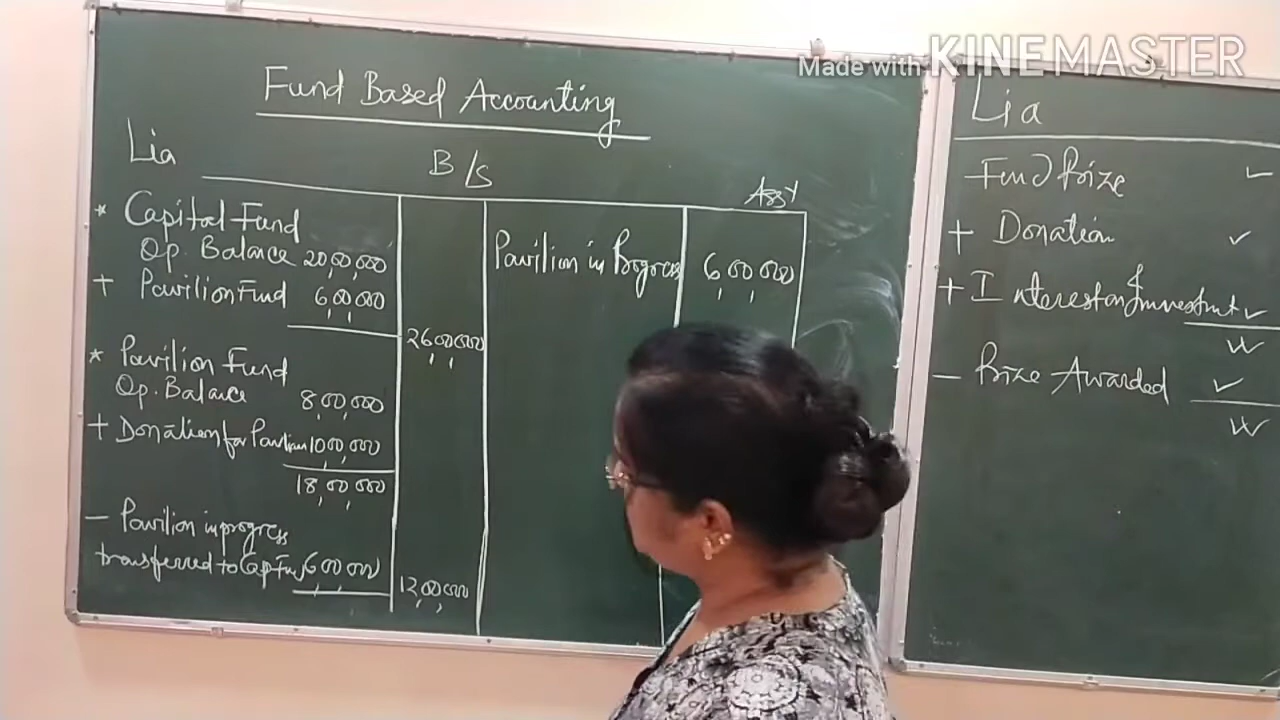 Made with KINEMASTER
Fund Based Accounting
Lia
B/S
Asst
* Capital Fund
Op. Balance 20,00,000
+ Pavilion Fund 6,00,000
26,00,000
* Pavilion Fund
Op. Balance 8,00,000
+ Donation for Pavilion 10,00,000
18,00,000
- Pavilion in progress
transferred to Cap Fund 6,00,000
12,00,000
Pavilion in Progress 6,00,000
Lia
Fund Prize ✓
+ Donation ✓
+ Interest on Investment ✓
- Prize Awarded ✓